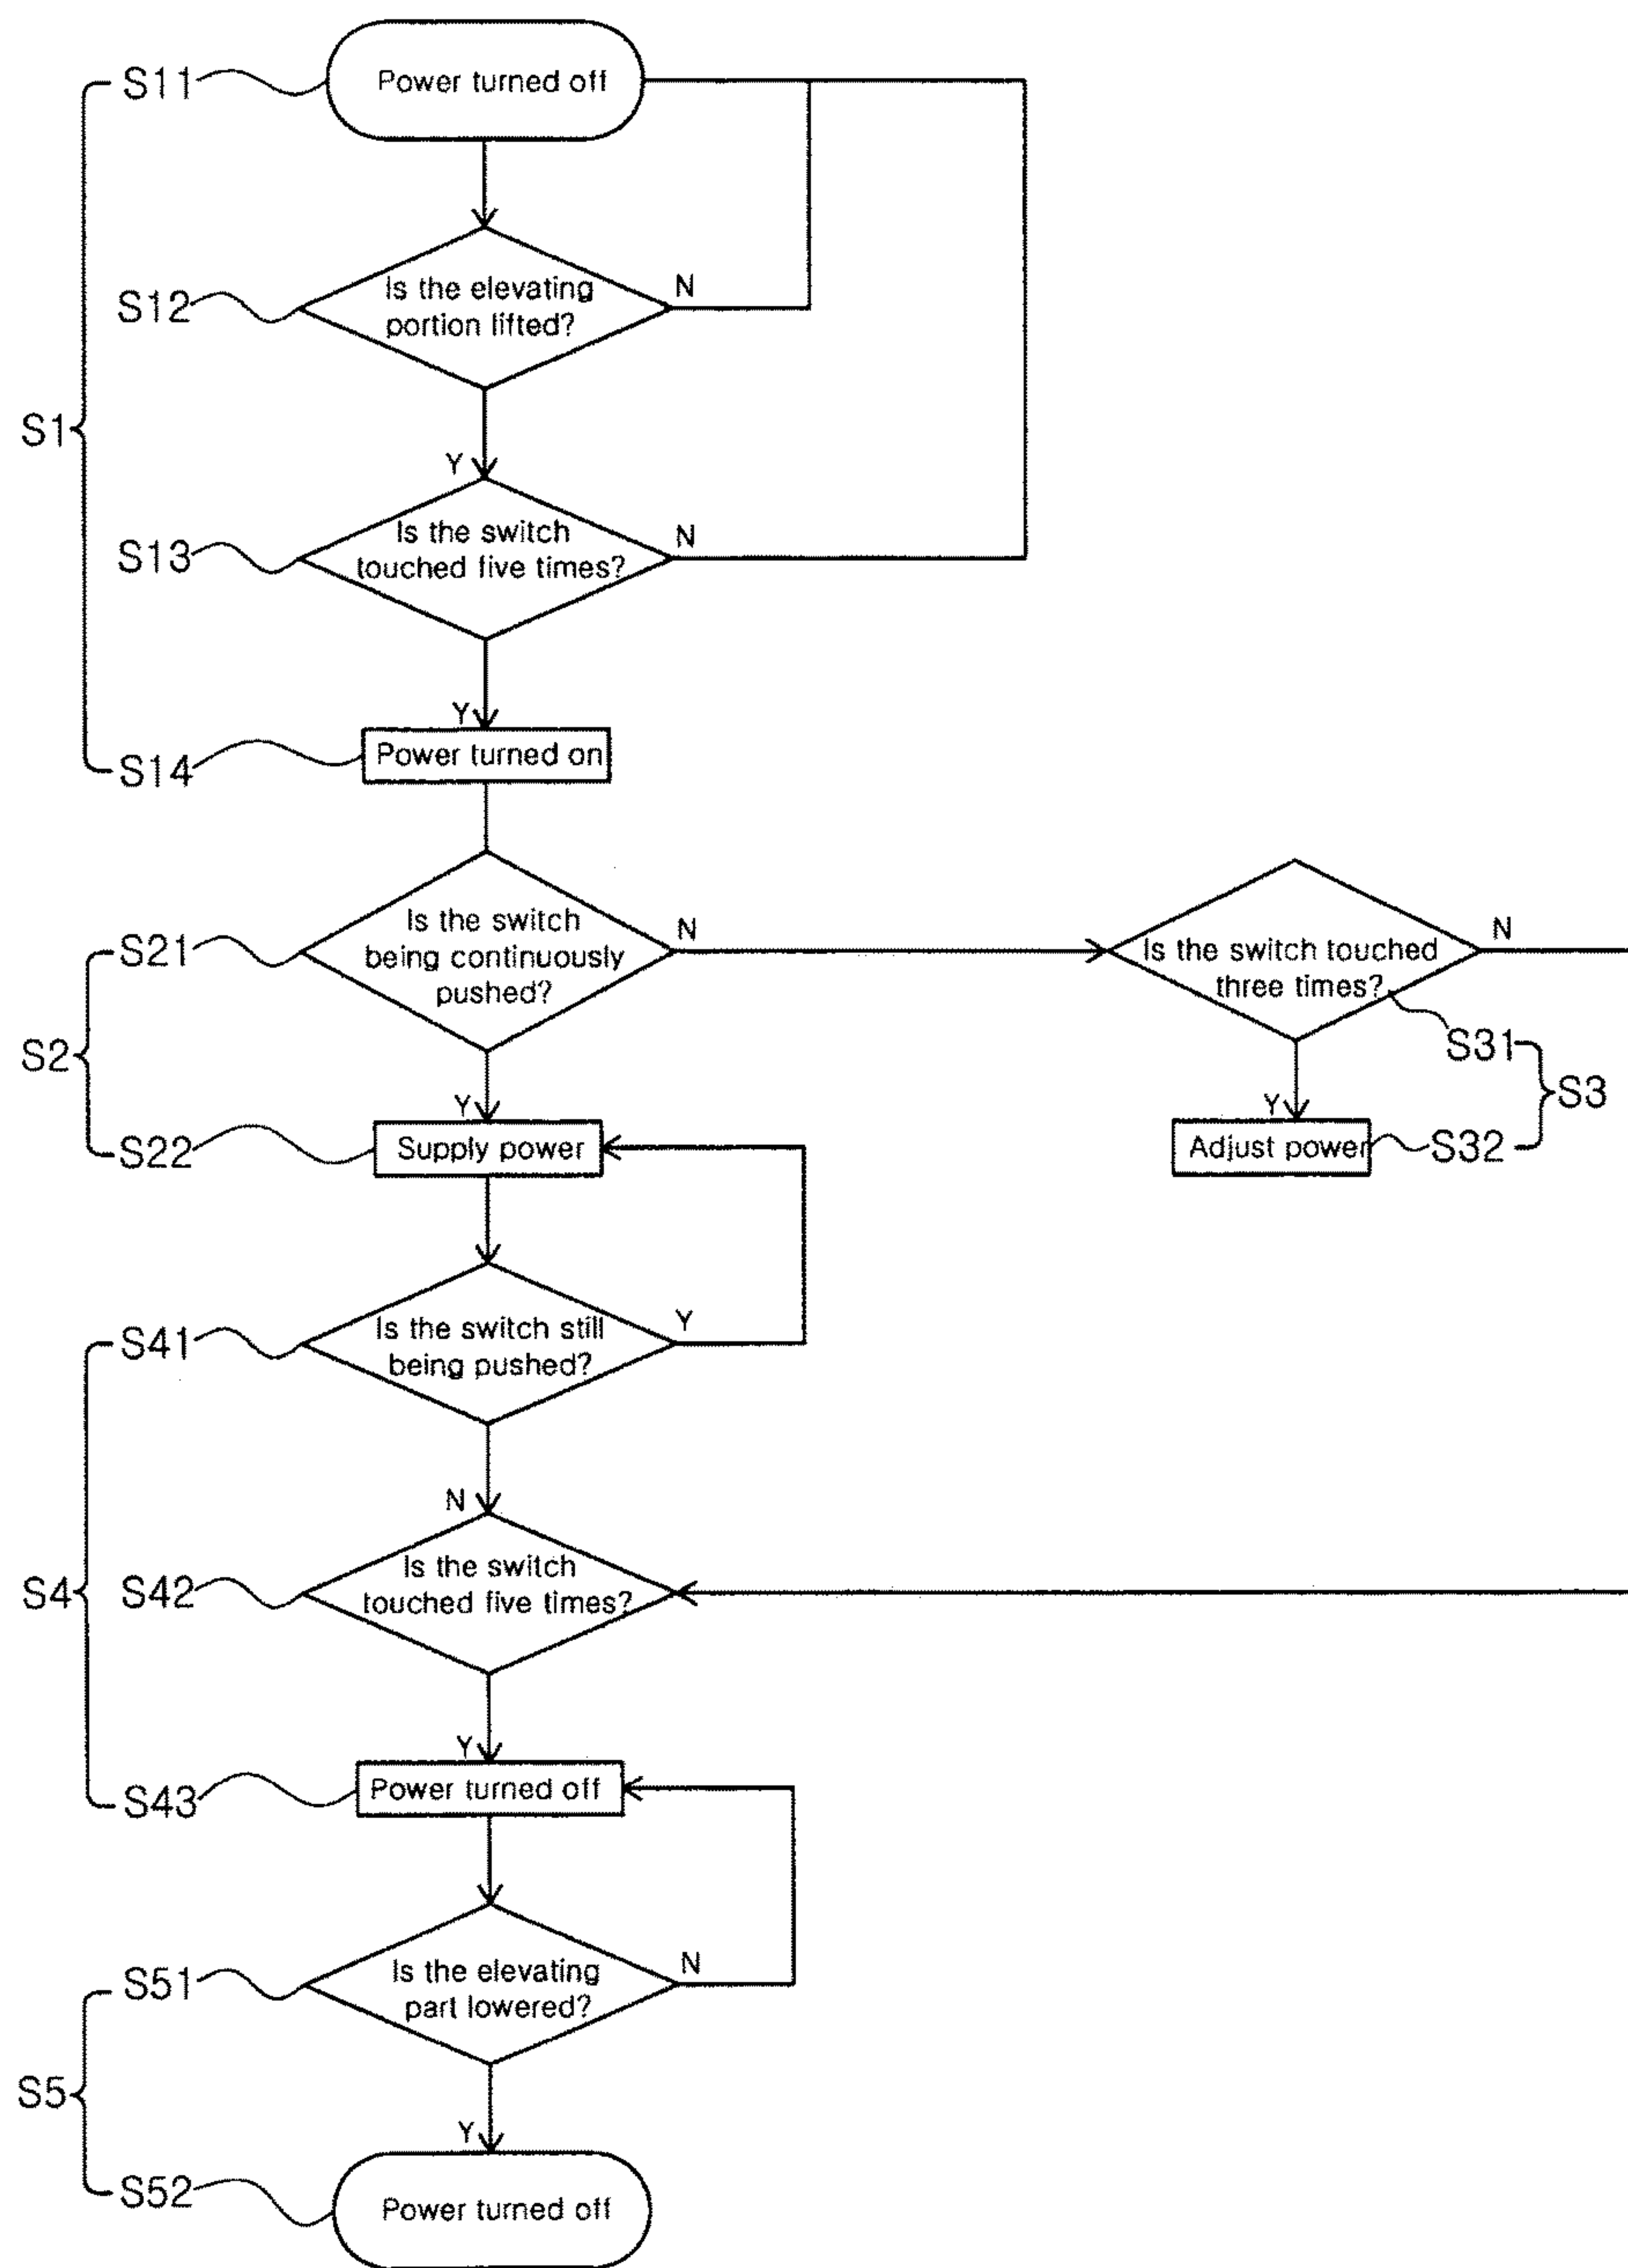 S11
Power turned off
S12
Is the elevating
portion lifted?
N
S1
Y
S13
Is the switch
touched five times?
N
Y
S14
Power turned on
S21
Is the switch
being continuously
pushed?
N
Is the switch touched
three times?
N
S31
S2
S3
Y
Y
S22
Supply power
Adjust power
S32
S41
Is the switch still
being pushed?
Y
N
S4
S42
Is the switch
touched five times?
Y
S43
Power turned off
S51
Is the elevating
part lowered?
N
S5
Y
S52
Power turned off